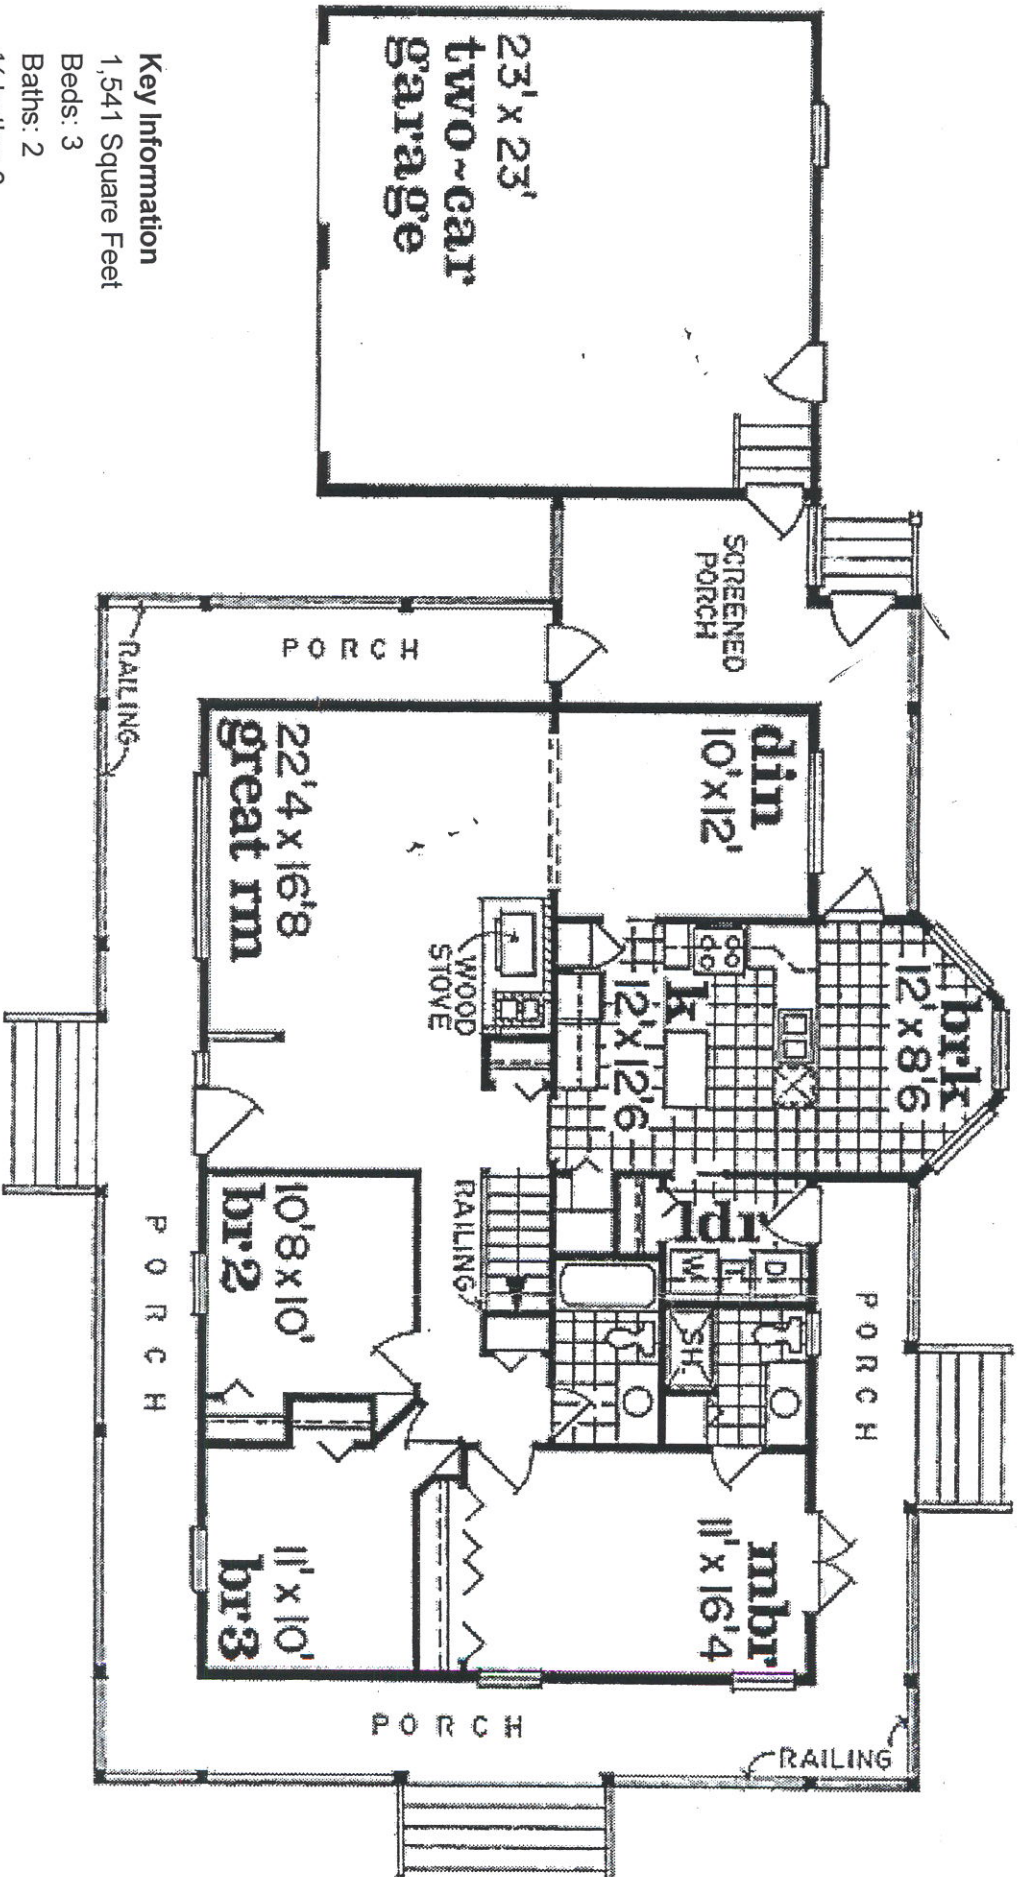 23' x 23'
two~car
garage
SCREENED
PORCH
din
10' x 12'
brk
12' x 8'6
k
12' x 12'6
ldr
W
T
D
SH.
PORCH
mbr
11' x 16'4
PORCH
RAILING
great rm
22'4 x 16'8
WOOD
STOVE
RAILING
br2
10'8 x 10'
br3
11' x 10'
PORCH
PORCH
RAILING
Key Information
1,541 Square Feet
Beds: 3
Baths: 2